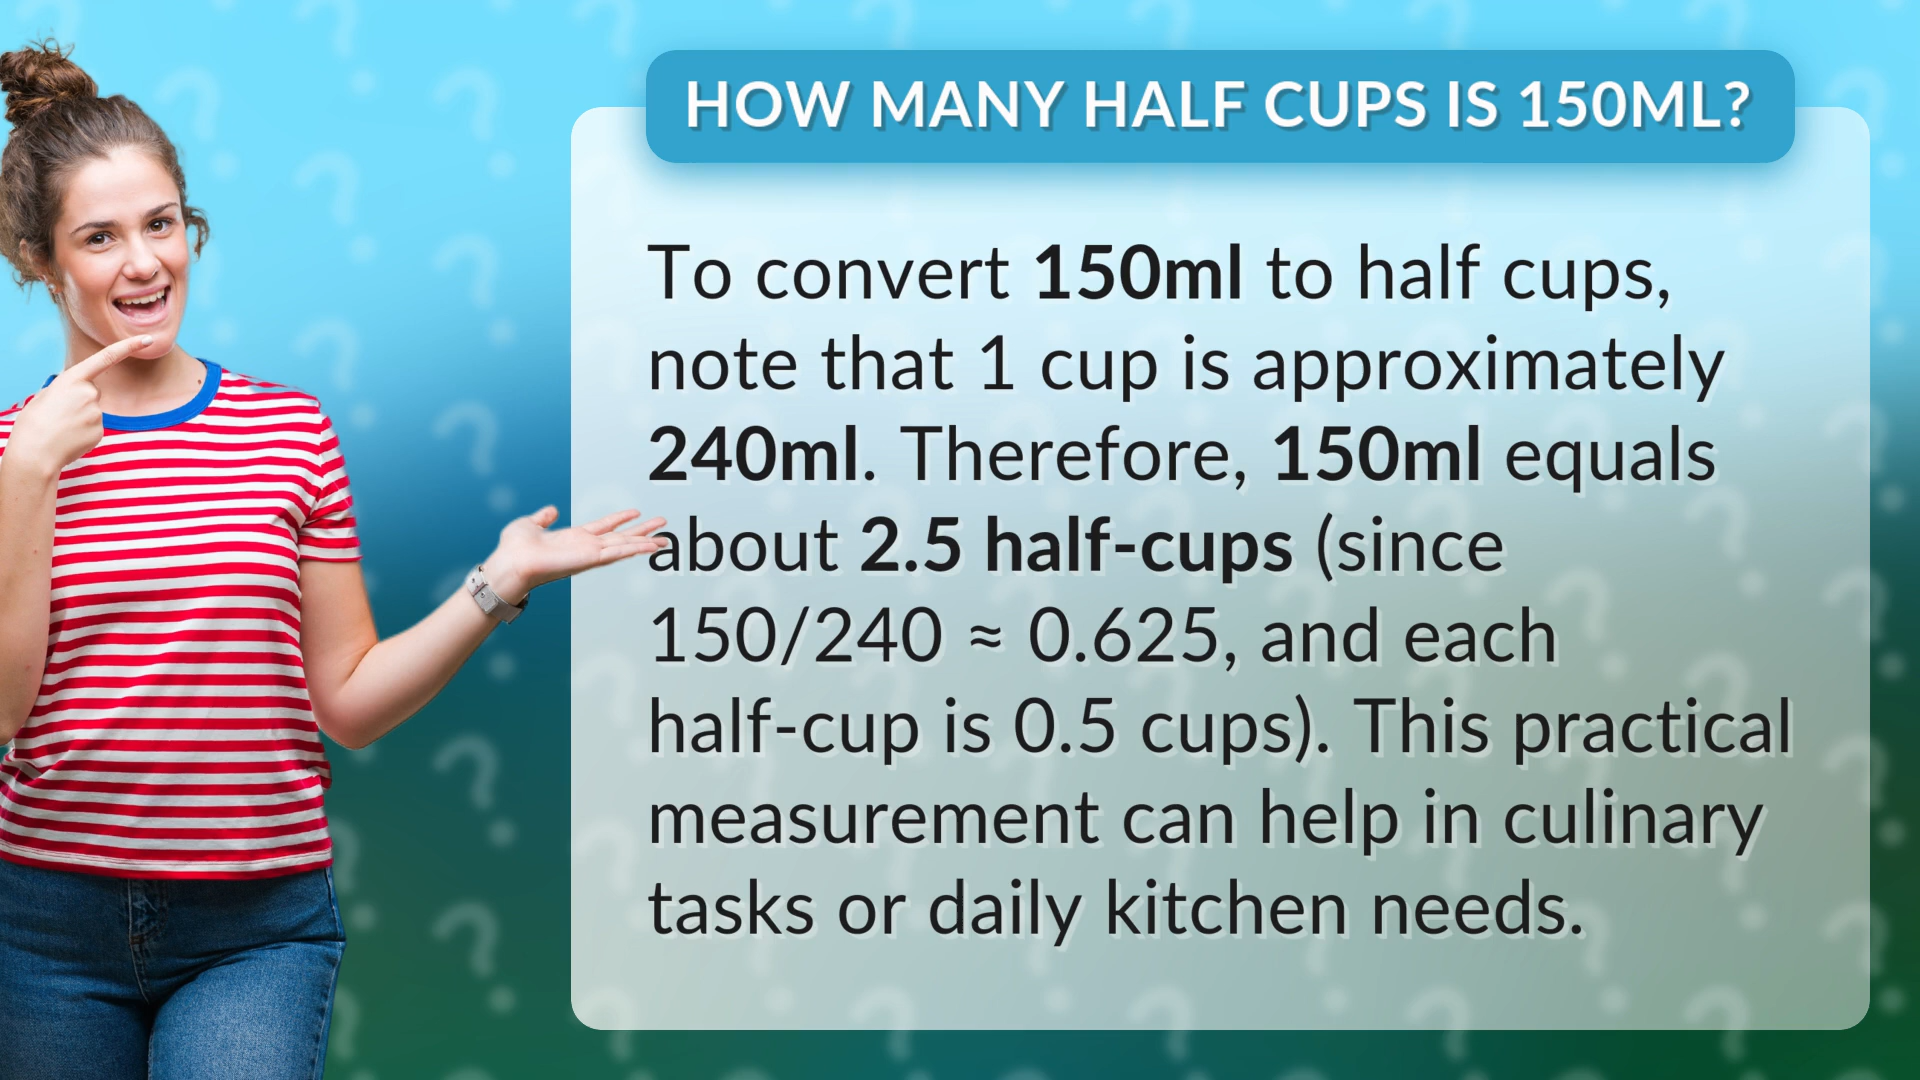 HOW MANY HALF CUPS IS 150ML?
To convert 150ml to half cups,
note that 1 cup is approximately
240ml. Therefore, 150ml equals
about 2.5 half-cups (since
150/240 ≈ 0.625, and each
half-cup is 0.5 cups). This practical
measurement can help in culinary
tasks or daily kitchen needs.